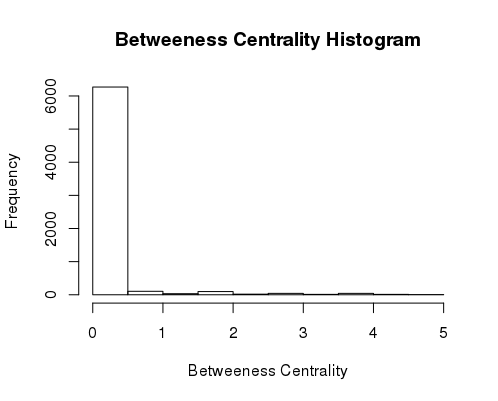 Betweeness Centrality Histogram
Frequency
6000
4000
2000
0
0 1 2 3 4 5
Betweeness Centrality